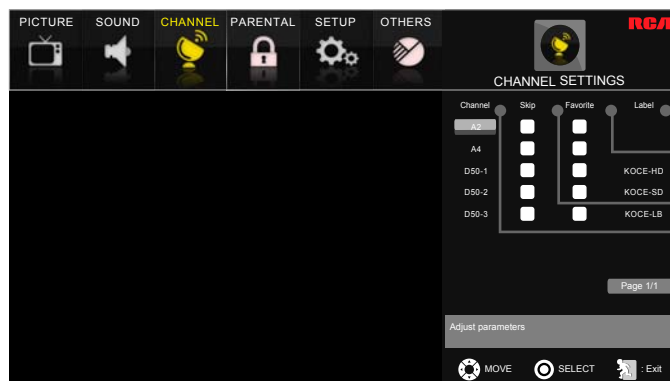 PICTURE SOUND CHANNEL PARENTAL SETUP OTHERS
RCA
CHANNEL SETTINGS
Channel Skip Favorite Label
A2
A4
D50-1 KOCE-HD
D50-2 KOCE-SD
D50-3 KOCE-LB
Page 1/1
Adjust parameters
MOVE SELECT : Exit